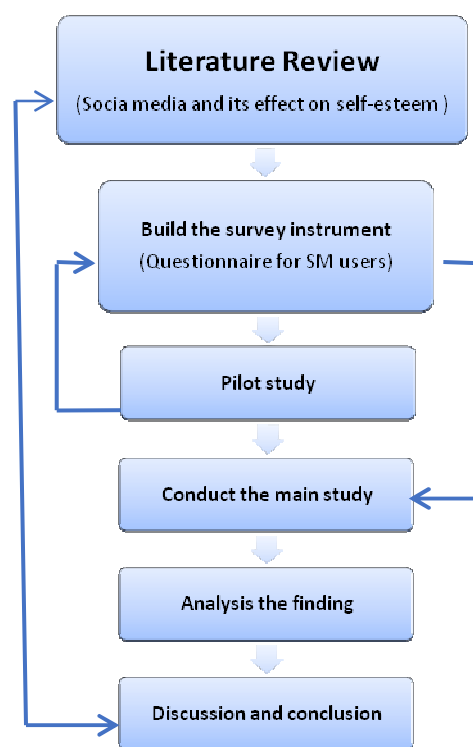 Literature Review
(Socia media and its effect on self-esteem )
Build the survey instrument
(Questionnaire for SM users)
Pilot study
Conduct the main study
Analysis the finding
Discussion and conclusion